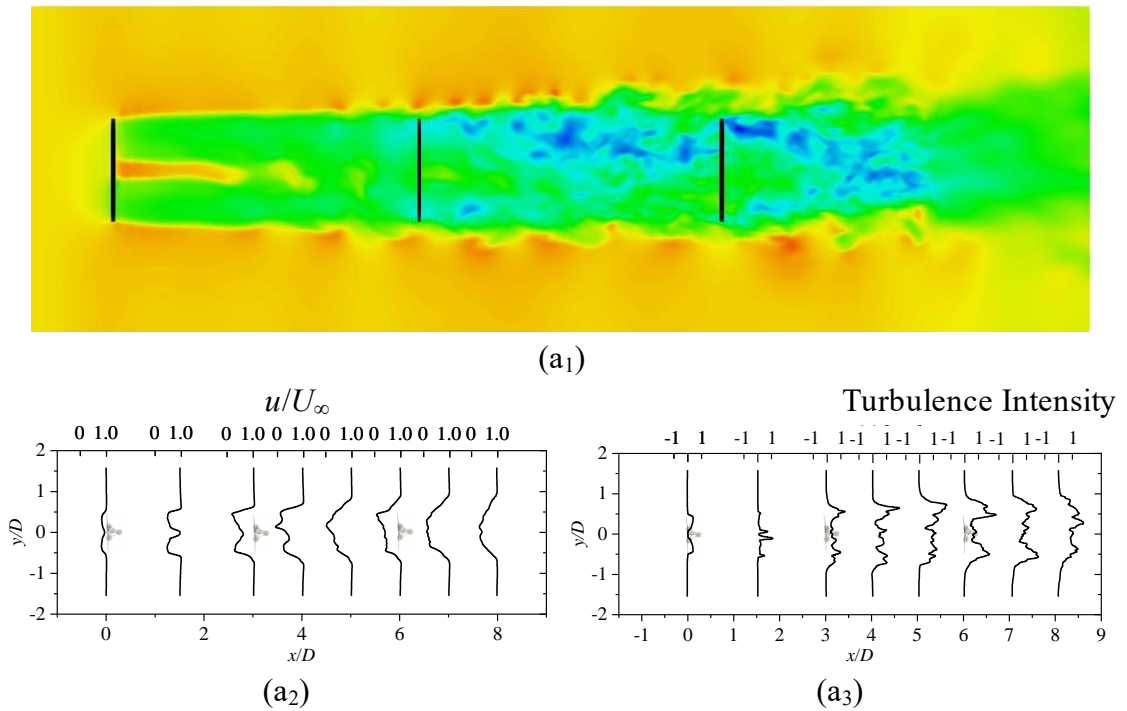 (a1)
u/U∞
0 1.0 0 1.0 0 1.0 0 1.0 0 1.0 0 1.0 0 1.0 0 1.0
2
1
0
-1
-2
y/D
0 2 4 6 8
x/D
(a2)
Turbulence Intensity
-1 1 -1 1 -1 1 -1 1 -1 1 -1 1 -1 1 -1 1
2
1
0
-1
-2
y/D
-1 0 1 2 3 4 5 6 7 8 9
x/D
(a3)